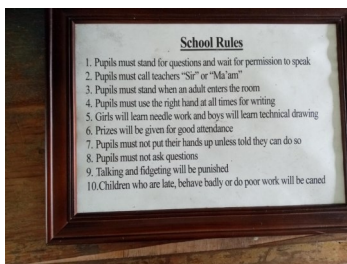 School Rules
1. Pupils must stand for questions and wait for permission to speak
2. Pupils must call teachers "Sir" or "Ma'am"
3. Pupils must stand when an adult enters the room
4. Pupils must use the right hand at all times for writing
5. Girls will learn needle work and boys will learn technical drawing
6. Prizes will be given for good attendance
7. Pupils must not put their hands up unless told they can do so
8. Pupils must not ask questions
9. Talking and fidgeting will be punished
10.Children who are late, behave badly or do poor work will be caned